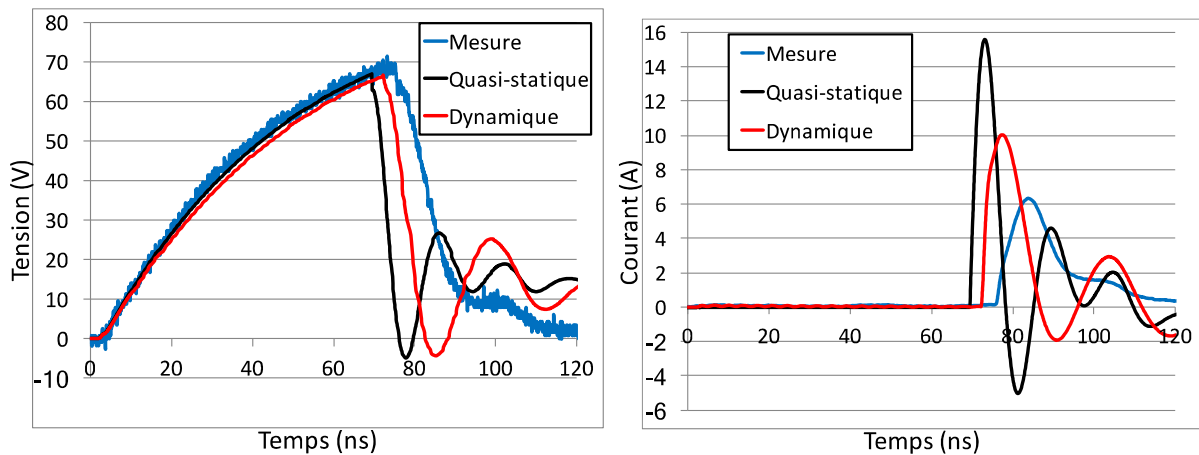 80
70
60
50
40
30
20
10
0
-10
Tension (V)
Mesure
Quasi-statique
Dynamique
0 20 40 60 80 100 120
Temps (ns)
16
14
12
10
8
6
4
2
0
-2
-4
-6
Courant (A)
Mesure
Quasi-statique
Dynamique
0 20 40 60 80 100 120
Temps (ns)